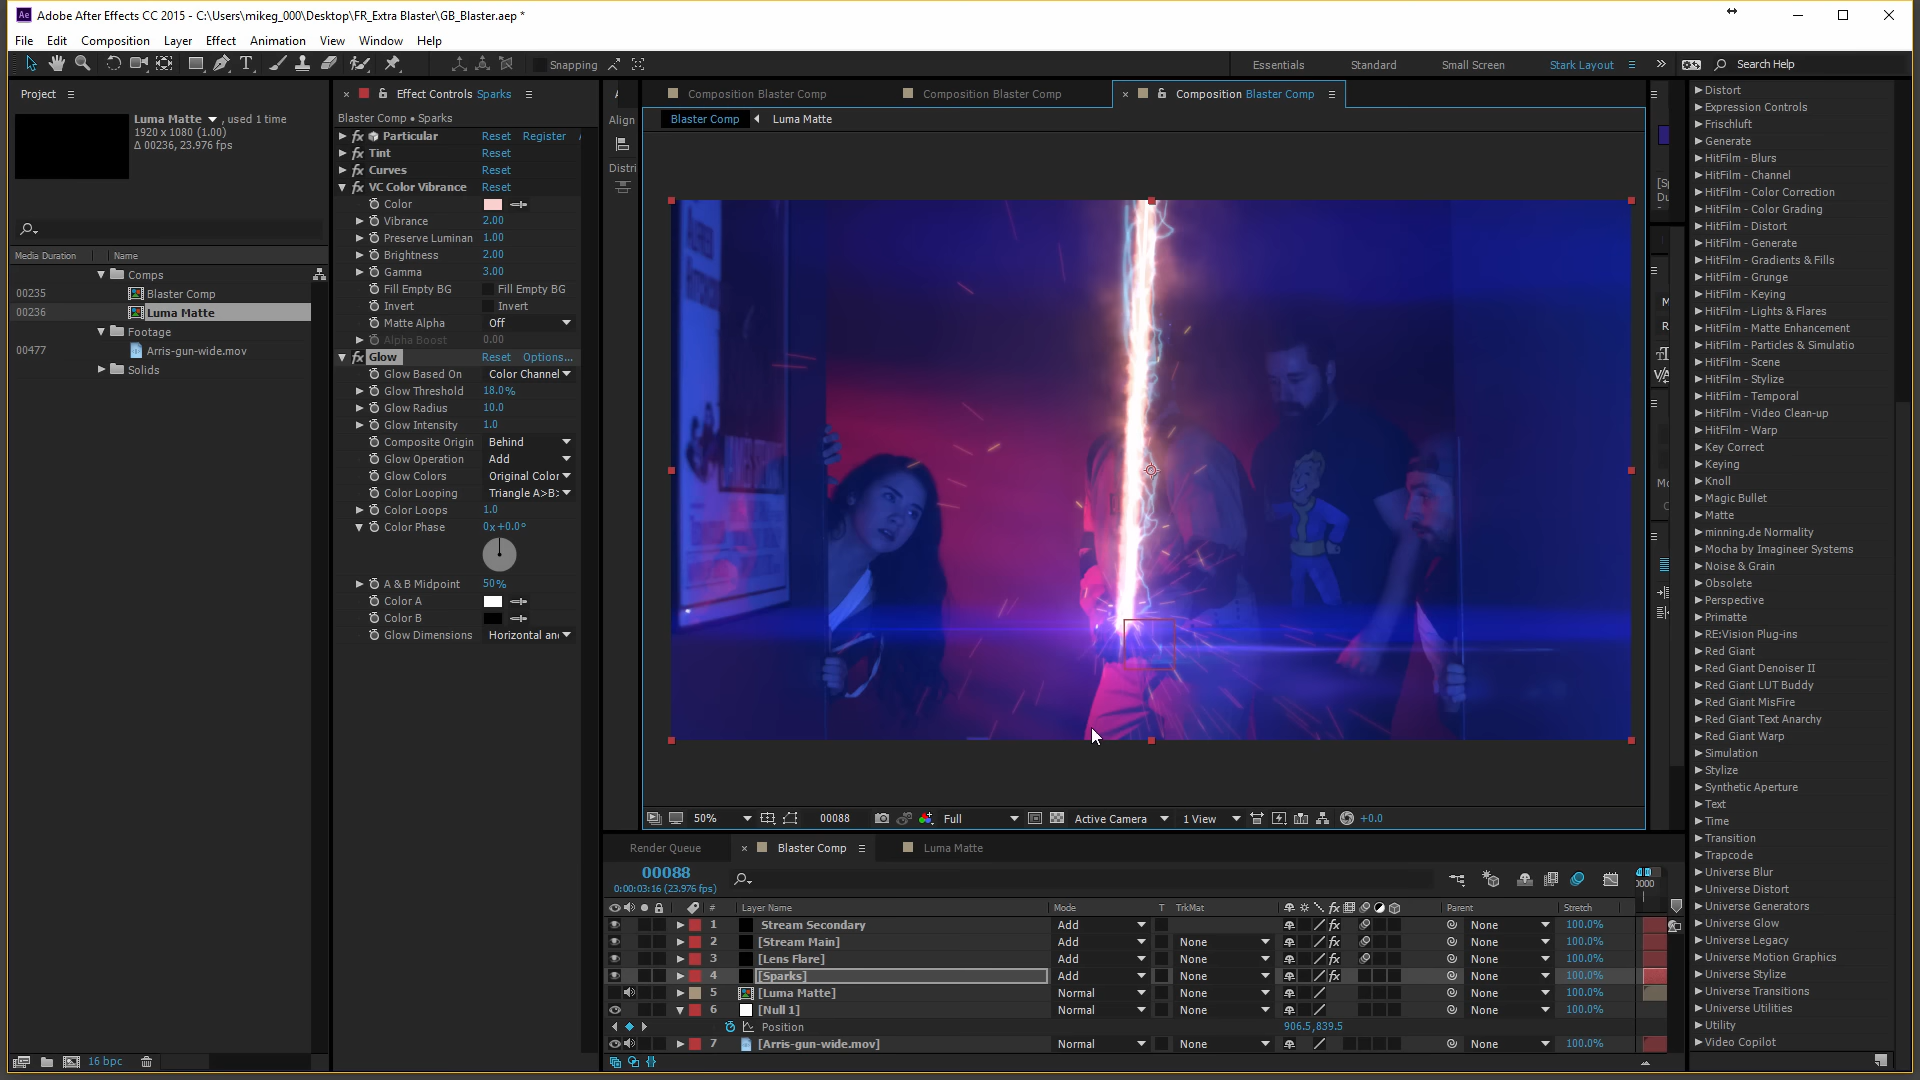 Adobe After Effects CC 2015 - C:\Users\mikeg_000\Desktop\FR_Extra Blaster\GB_Blaster.aep *
File Edit Composition Layer Effect Animation View Window Help
Snapping
Essentials Standard Small Screen Stark Layout Search Help
Project
Luma Matte , used 1 time
1920 x 1080 (1.00)
Δ 00236, 23.976 fps
Media Duration Name
Comps
00235 Blaster Comp
00236 Luma Matte
Footage
00477 Arris-gun-wide.mov
Solids
16 bpc
Effect Controls Sparks
Blaster Comp • Sparks
fx Particular Reset Register
fx Tint Reset
fx Curves Reset
fx VC Color Vibrance Reset
Color
Vibrance 2.00
Preserve Luminan 1.00
Brightness 2.00
Gamma 3.00
Fill Empty BG Fill Empty BG
Invert Invert
Matte Alpha Off
Alpha Boost 0.00
fx Glow Reset Options...
Glow Based On Color Channel
Glow Threshold 18.0%
Glow Radius 10.0
Glow Intensity 1.0
Composite Origin Behind
Glow Operation Add
Glow Colors Original Color
Color Looping Triangle A>B>
Color Loops 1.0
Color Phase 0x+0.0°
A & B Midpoint 50%
Color A
Color B
Glow Dimensions Horizontal an
Align
Distri
Composition Blaster Comp Composition Blaster Comp Composition Blaster Comp
Blaster Comp Luma Matte
50% 00088 Full Active Camera 1 View +0.0
Distort
Expression Controls
Frischluft
Generate
HitFilm - Blurs
HitFilm - Channel
HitFilm - Color Correction
HitFilm - Color Grading
HitFilm - Distort
HitFilm - Generate
HitFilm - Gradients & Fills
HitFilm - Grunge
HitFilm - Keying
HitFilm - Lights & Flares
HitFilm - Matte Enhancement
HitFilm - Particles & Simulatio
HitFilm - Scene
HitFilm - Stylize
HitFilm - Temporal
HitFilm - Video Clean-up
HitFilm - Warp
Key Correct
Keying
Knoll
Magic Bullet
Matte
minning.de Normality
Mocha by Imagineer Systems
Noise & Grain
Obsolete
Perspective
Primatte
RE:Vision Plug-ins
Red Giant
Red Giant Denoiser II
Red Giant LUT Buddy
Red Giant MisFire
Red Giant Text Anarchy
Red Giant Warp
Simulation
Stylize
Synthetic Aperture
Text
Time
Transition
Trapcode
Universe Blur
Universe Distort
Universe Generators
Universe Glow
Universe Legacy
Universe Motion Graphics
Universe Stylize
Universe Transitions
Universe Utilities
Utility
Video Copilot
Render Queue Blaster Comp Luma Matte
00088
0:00:03:16 (23.976 fps)
# Layer Name Mode T TrkMat Parent Stretch
1 Stream Secondary Add None 100.0%
2 [Stream Main] Add None None 100.0%
3 [Lens Flare] Add None None 100.0%
4 [Sparks] Add None None 100.0%
5 [Luma Matte] Normal None None 100.0%
6 [Null 1] Normal None None 100.0%
Position 906.5,839.5
7 [Arris-gun-wide.mov] Normal None None 100.0%